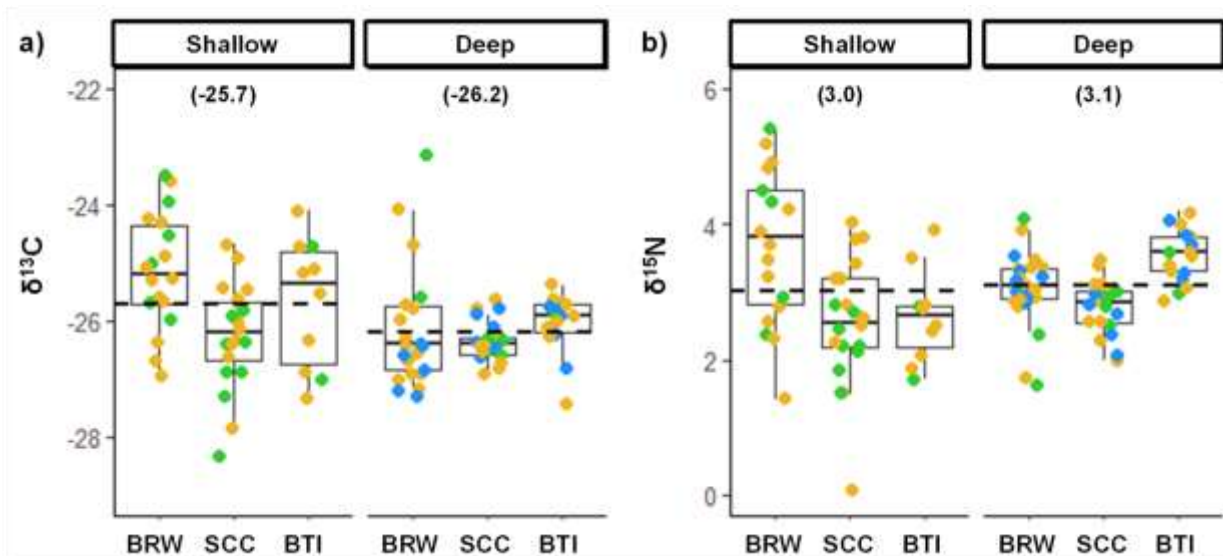 a)
Shallow
Deep
(-25.7)
(-26.2)
δ13C
-22
-24
-26
-28
BRW SCC BTI
BRW SCC BTI
b)
Shallow
Deep
(3.0)
(3.1)
δ15N
6
4
2
0
BRW SCC BTI
BRW SCC BTI